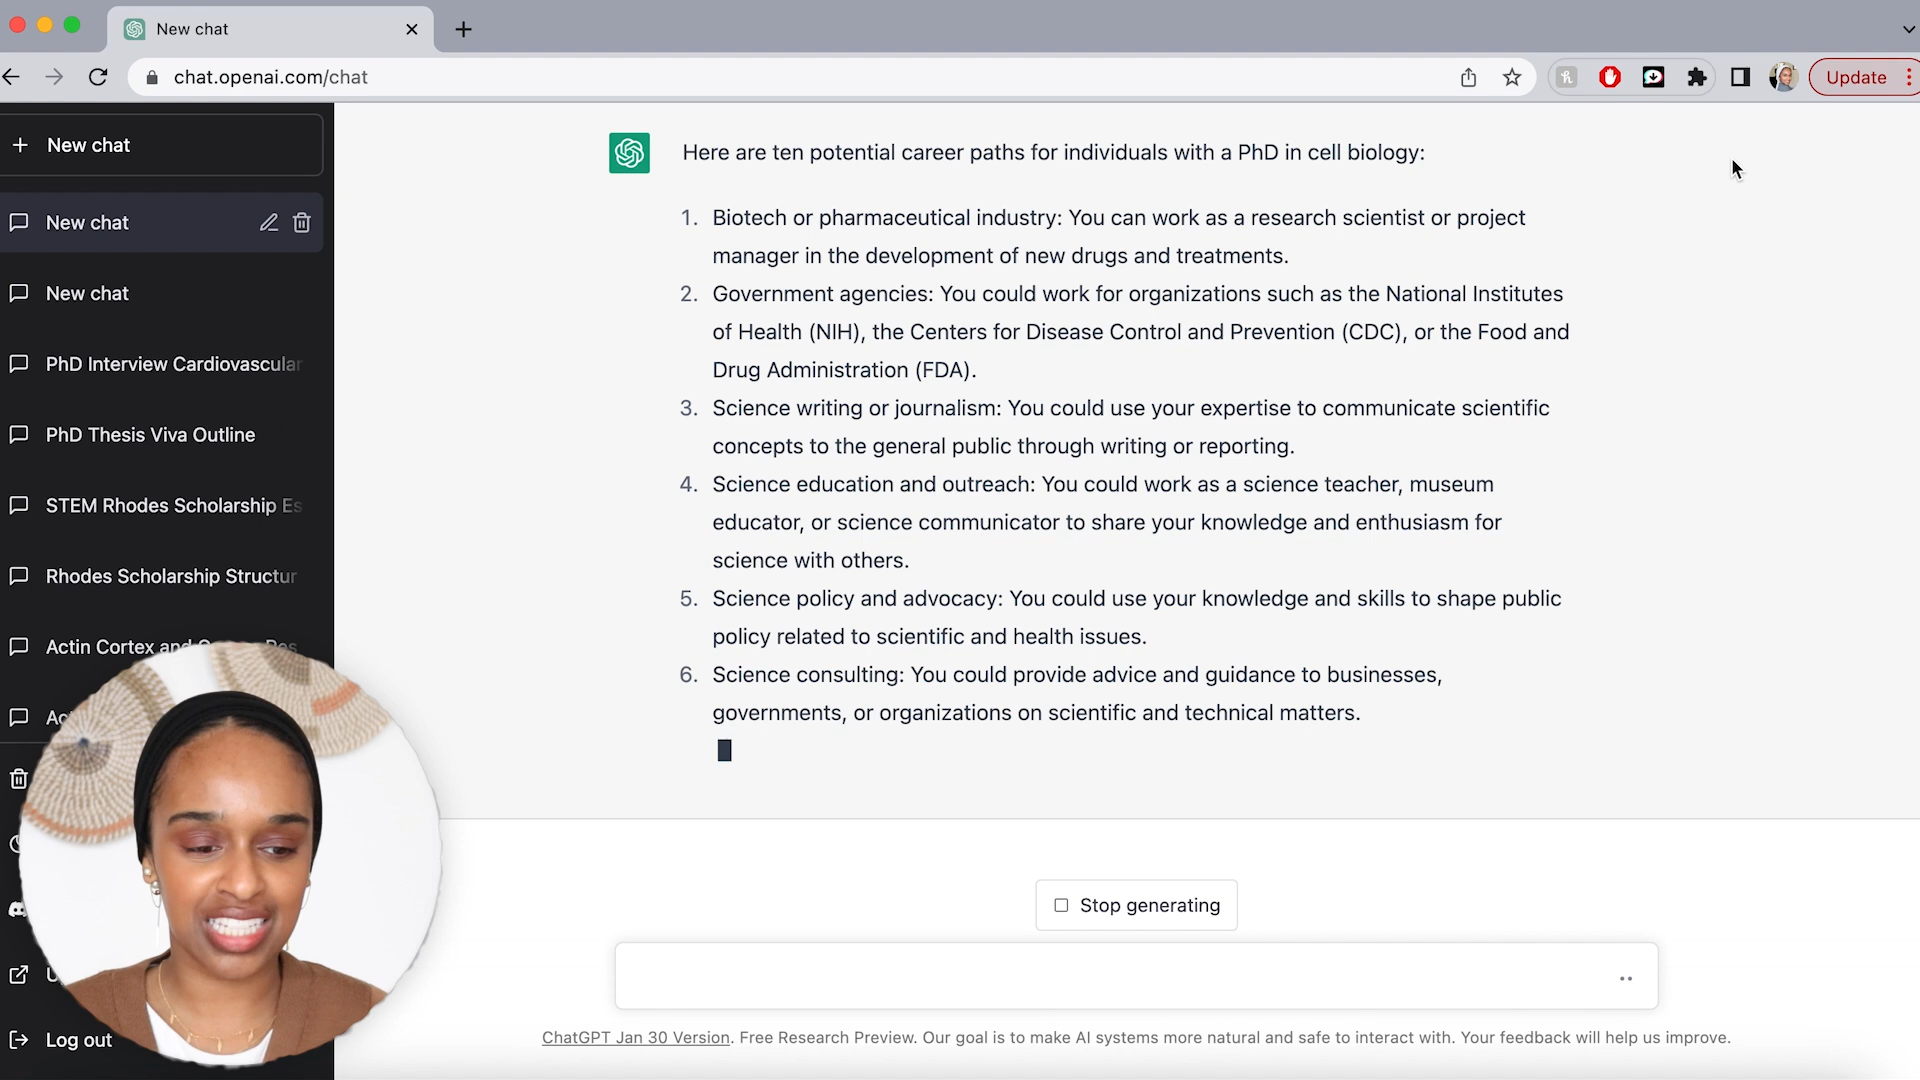 New chat
chat.openai.com/chat
Update
New chat
New chat
New chat
PhD Interview Cardiovascular
PhD Thesis Viva Outline
STEM Rhodes Scholarship Es
Rhodes Scholarship Structur
Actin Cortex and
Log out
Here are ten potential career paths for individuals with a PhD in cell biology:
1. Biotech or pharmaceutical industry: You can work as a research scientist or project
manager in the development of new drugs and treatments.
2. Government agencies: You could work for organizations such as the National Institutes
of Health (NIH), the Centers for Disease Control and Prevention (CDC), or the Food and
Drug Administration (FDA).
3. Science writing or journalism: You could use your expertise to communicate scientific
concepts to the general public through writing or reporting.
4. Science education and outreach: You could work as a science teacher, museum
educator, or science communicator to share your knowledge and enthusiasm for
science with others.
5. Science policy and advocacy: You could use your knowledge and skills to shape public
policy related to scientific and health issues.
6. Science consulting: You could provide advice and guidance to businesses,
governments, or organizations on scientific and technical matters.
Stop generating
ChatGPT Jan 30 Version. Free Research Preview. Our goal is to make AI systems more natural and safe to interact with. Your feedback will help us improve.